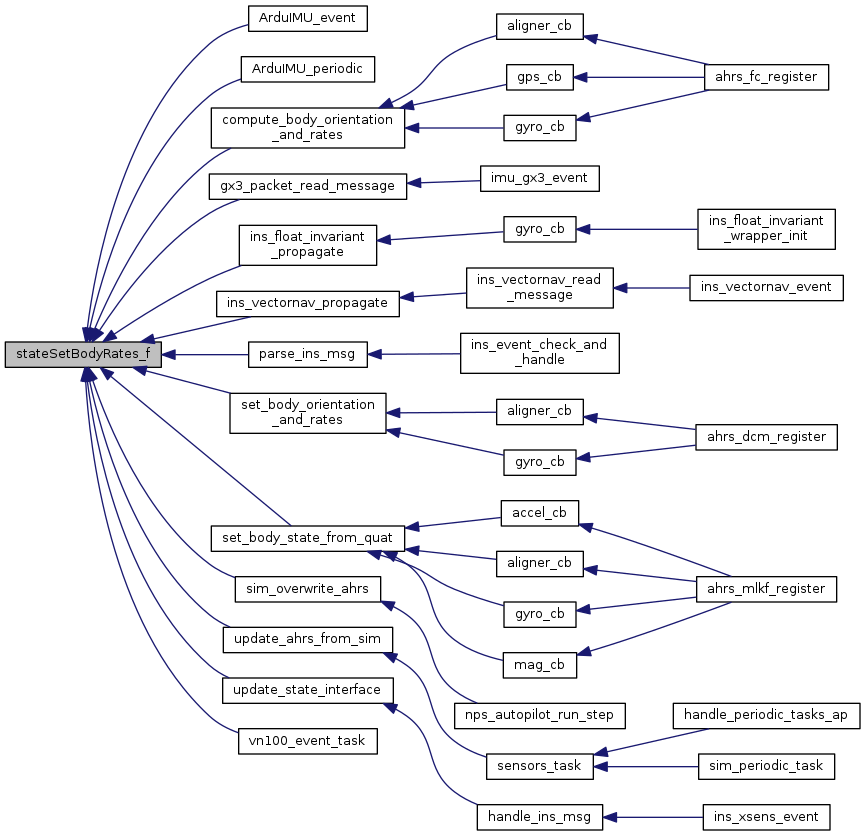 ArduIMU_event
aligner_cb
ArduIMU_periodic
gps_cb
ahrs_fc_register
compute_body_orientation
_and_rates
gyro_cb
gx3_packet_read_message
imu_gx3_event
ins_float_invariant
_propagate
gyro_cb
ins_float_invariant
_wrapper_init
ins_vectornav_propagate
ins_vectornav_read
_message
ins_vectornav_event
stateSetBodyRates_f
parse_ins_msg
ins_event_check_and
_handle
set_body_orientation
_and_rates
aligner_cb
gyro_cb
ahrs_dcm_register
set_body_state_from_quat
accel_cb
aligner_cb
gyro_cb
mag_cb
ahrs_mlkf_register
sim_overwrite_ahrs
update_ahrs_from_sim
update_state_interface
vn100_event_task
nps_autopilot_run_step
sensors_task
handle_periodic_tasks_ap
sim_periodic_task
handle_ins_msg
ins_xsens_event